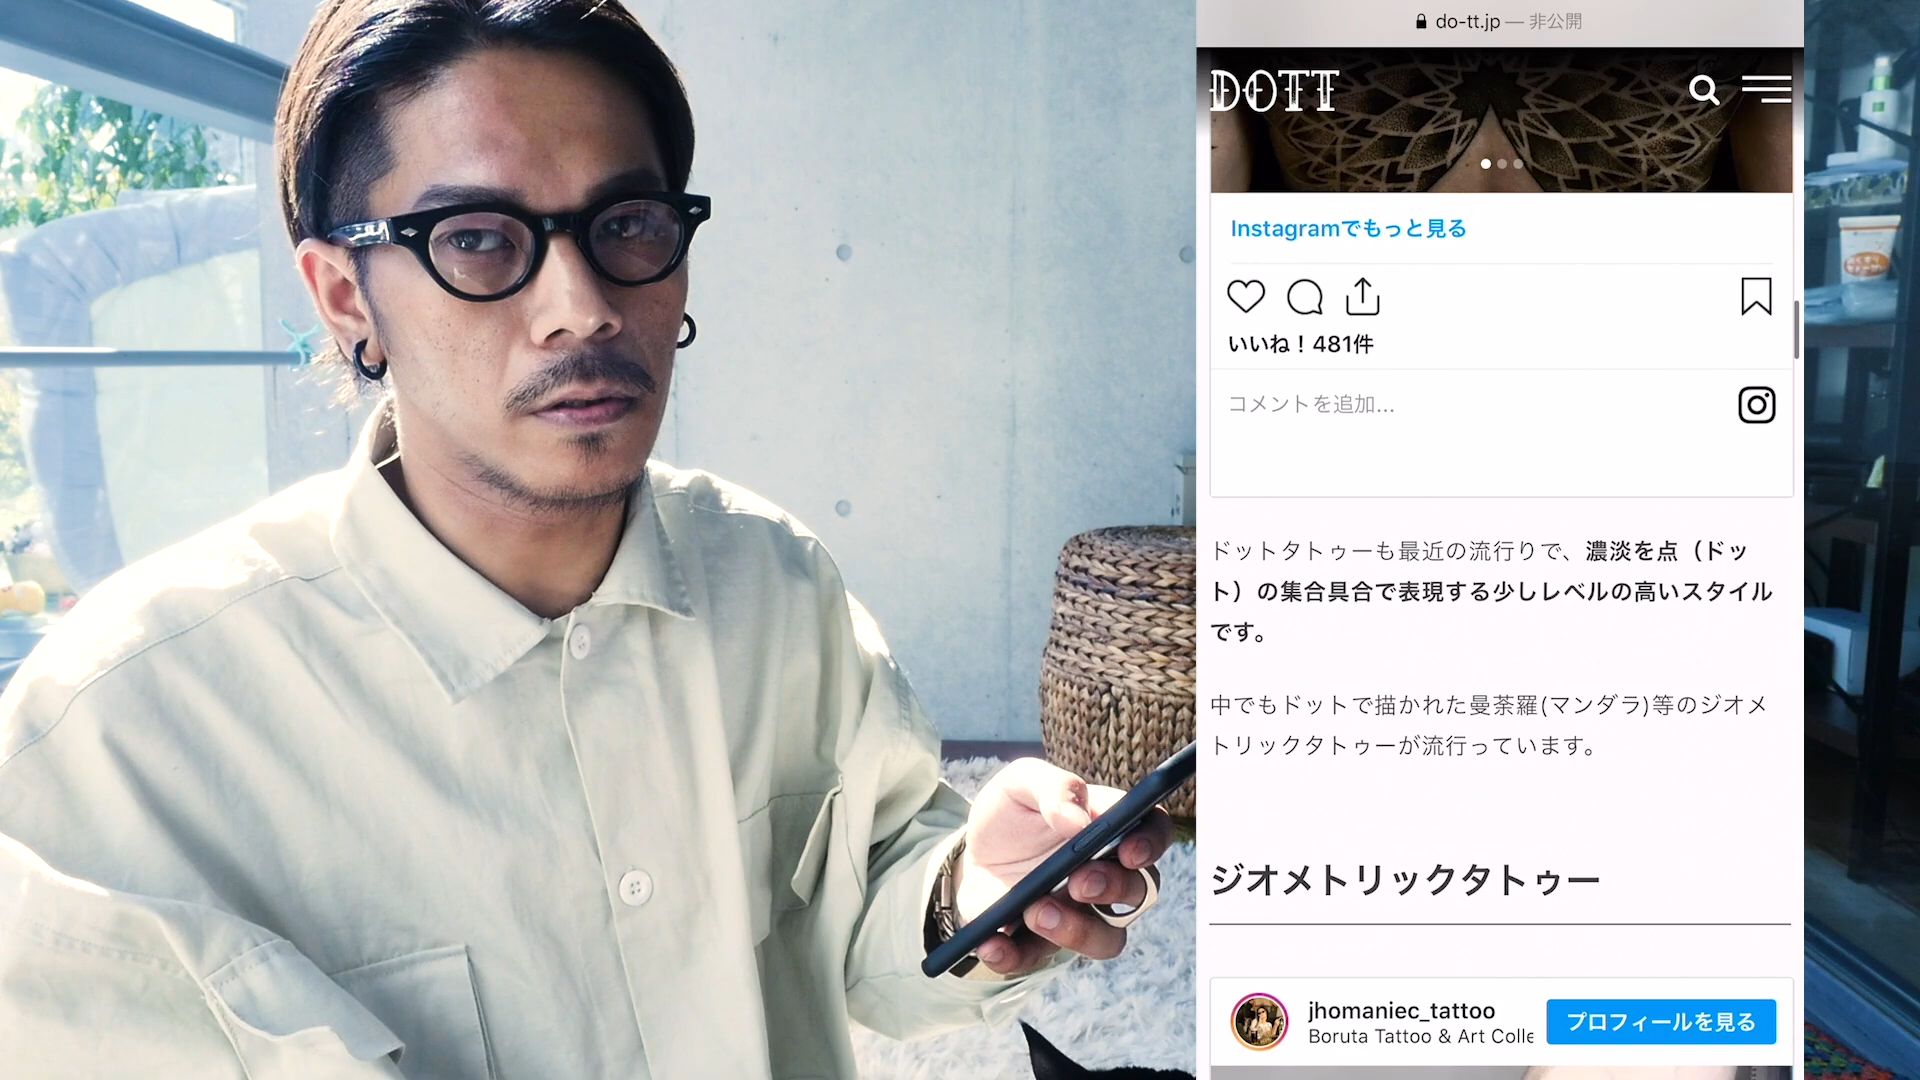 do-tt.jp — 非公開
DOTT
Instagramでもっと見る
いいね！481件
コメントを追加...
ドットタトゥーも最近の流行りで、濃淡を点（ドッ
ト）の集合具合で表現する少しレベルの高いスタイル
です。
中でもドットで描かれた曼荼羅(マンダラ)等のジオメ
トリックタトゥーが流行っています。
ジオメトリックタトゥー
jhomaniec_tattoo
Boruta Tattoo & Art Colle
プロフィールを見る